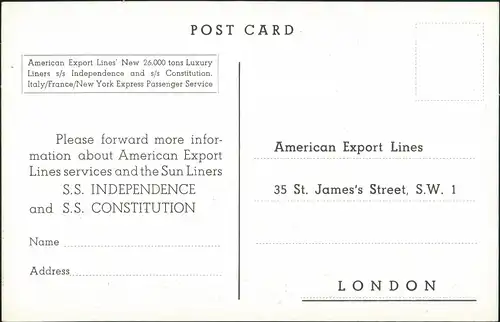 POST CARD
American Export Lines' New 26.000 tons Luxury
Liners s/s Independence and s/s Constitution.
Italy/France/New York Express Passenger Service
Please forward more infor-
mation about American Export
Lines services and the Sun Liners
S.S. INDEPENDENCE
and S.S. CONSTITUTION
Name
Address
American Export Lines
35 St. James's Street, S.W. 1
LONDON